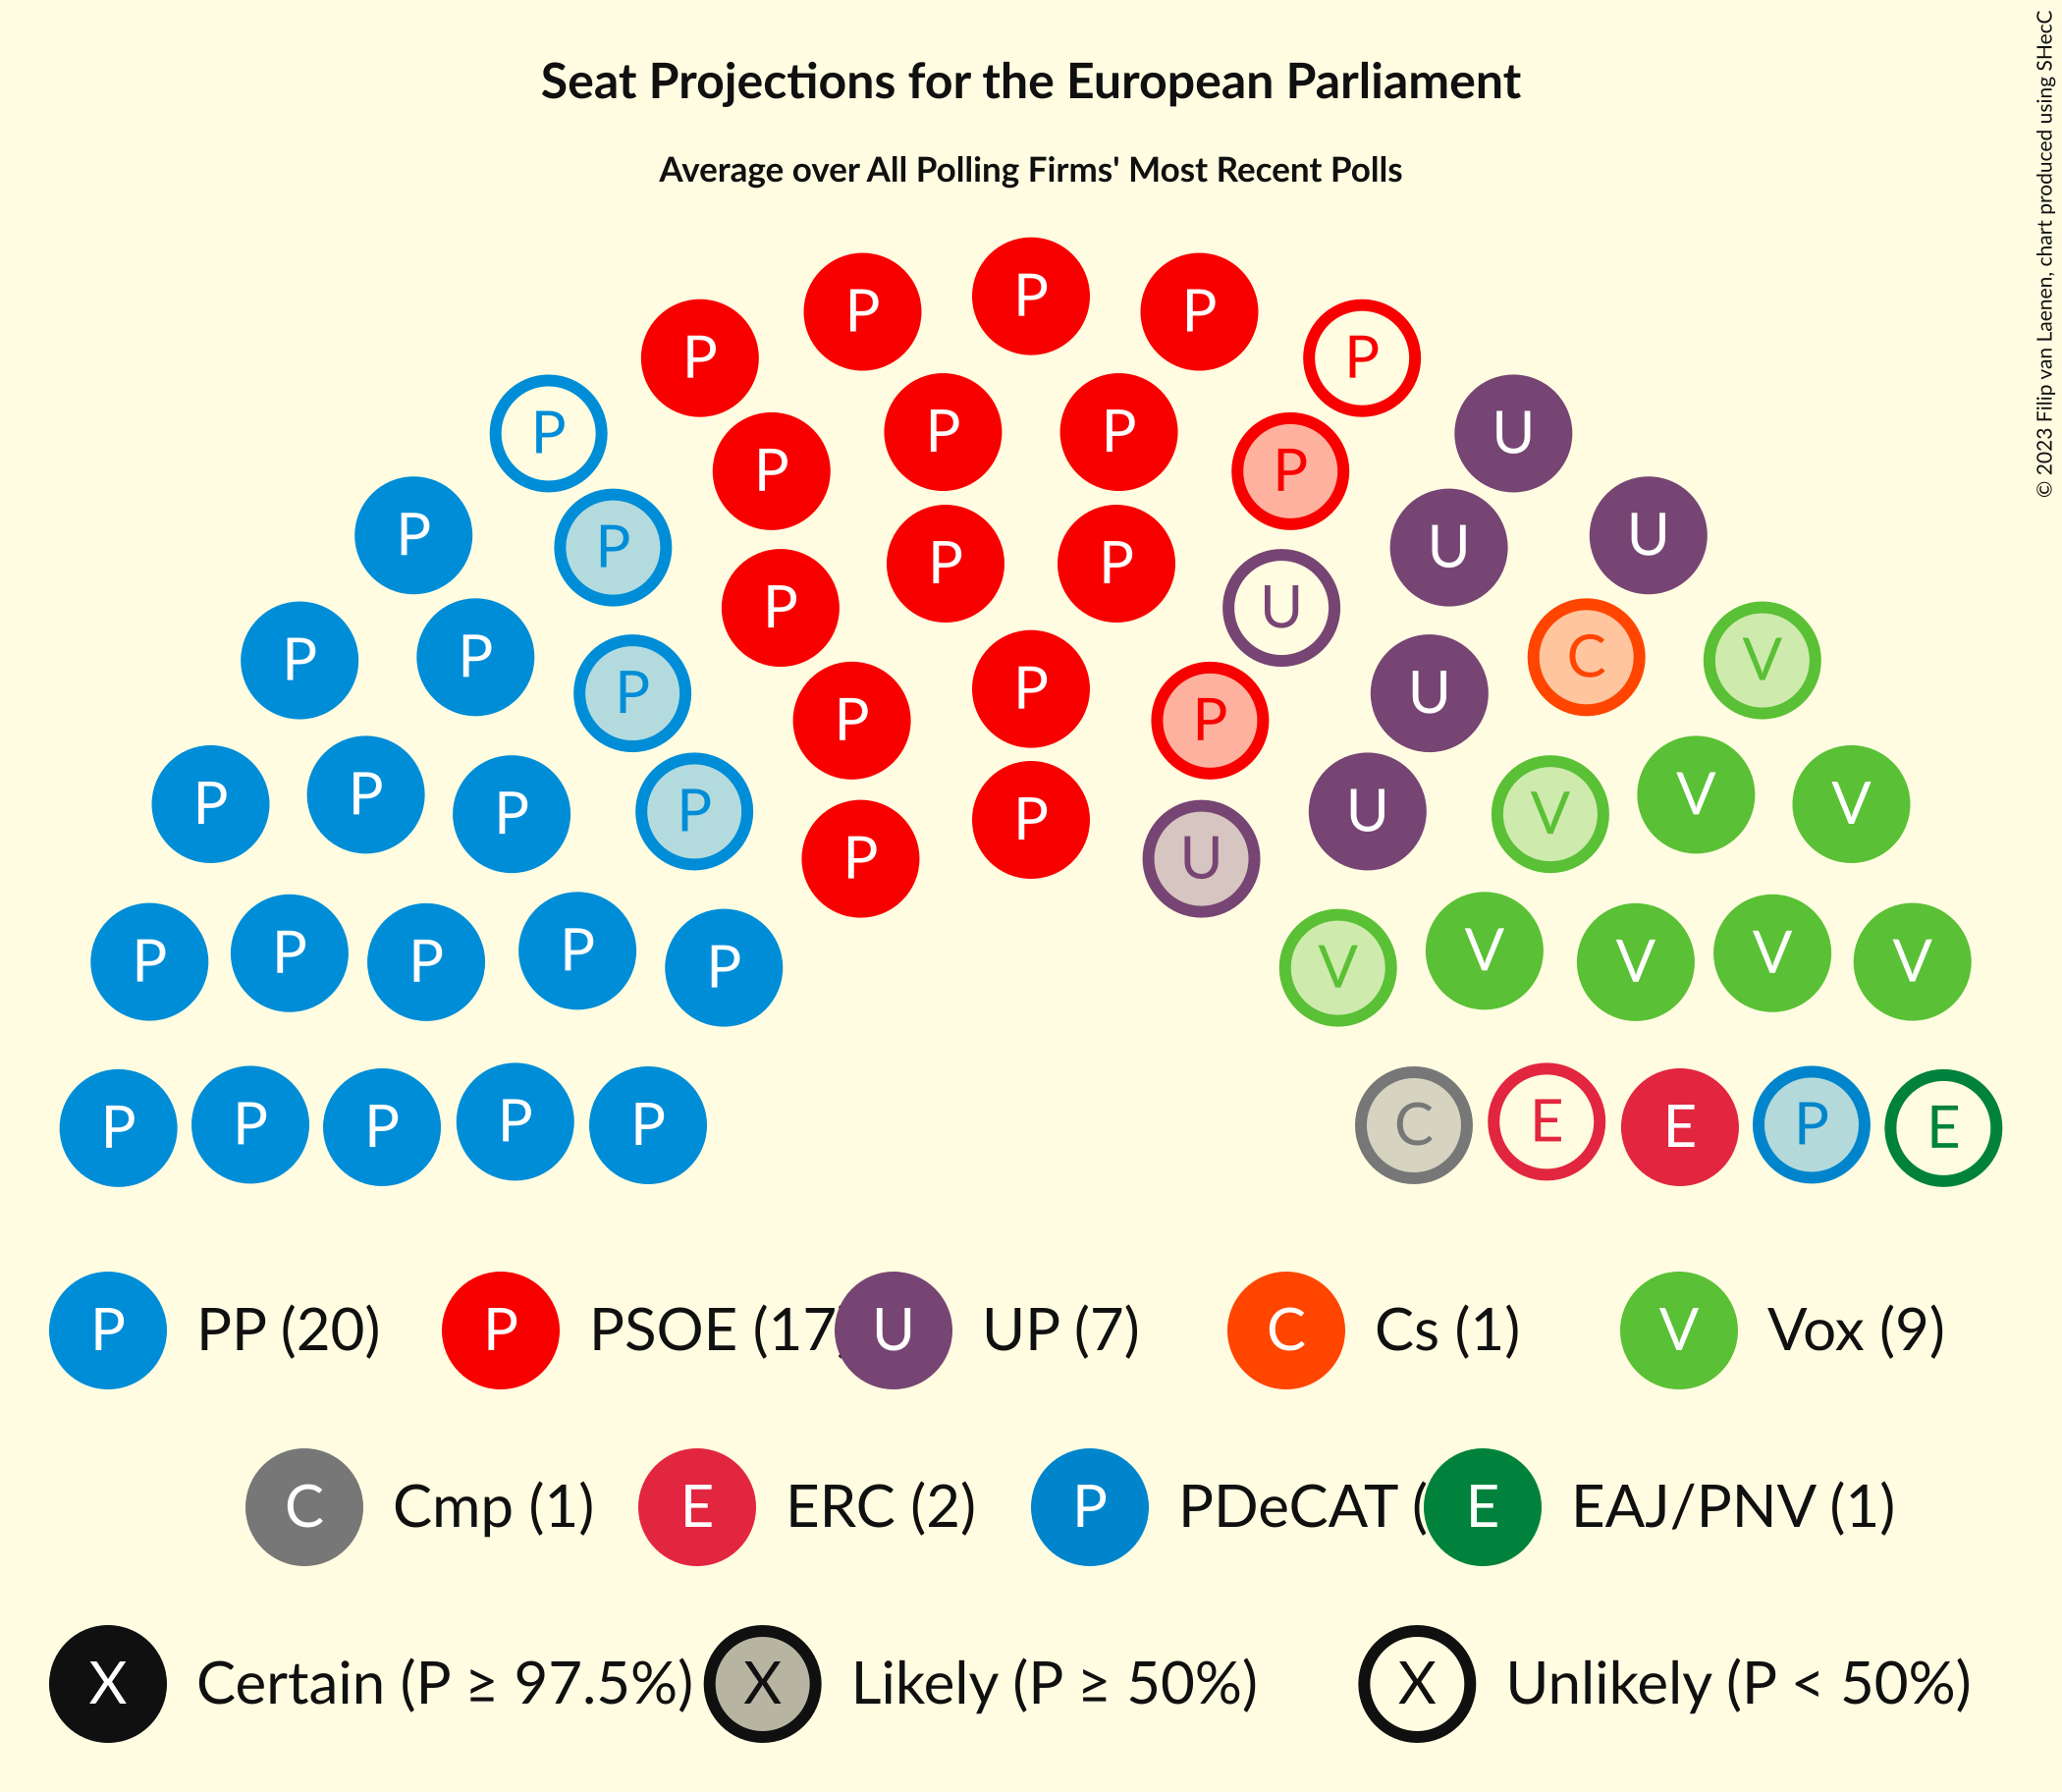 © 2023 Filip van Laenen, chart produced using SHecC
Seat Projections for the European Parliament
Average over All Polling Firms' Most Recent Polls
P P P P P
P P P P P U
P P P P P U U U
P P P P P P U C V
P P P P P P U U V V V
P P P P P V V V V V
P P P P P C E E P E
P PP (20) P PSOE (17 U UP (7) C Cs (1) V Vox (9)
C Cmp (1) E ERC (2) P PDeCAT ( E EAJ/PNV (1)
X Certain (P ≥ 97.5%) X Likely (P ≥ 50%) X Unlikely (P < 50%)